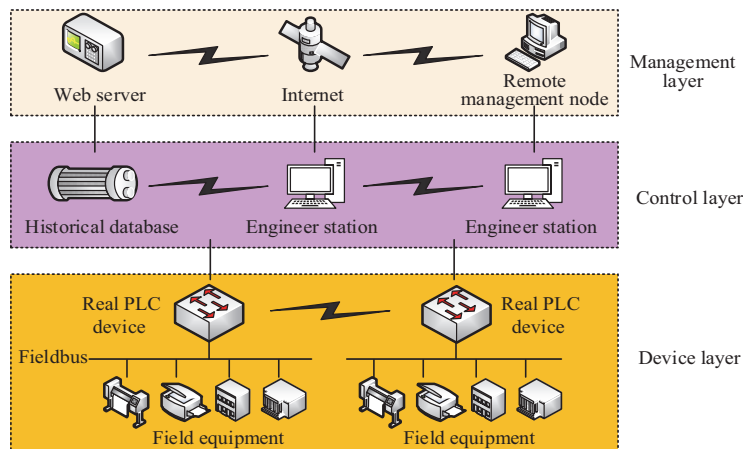 Web server
Internet
Remote
management node
Management
layer
Historical database
Engineer station
Engineer station
Control layer
Real PLC
device
Real PLC
device
Fieldbus
Device layer
Field equipment
Field equipment